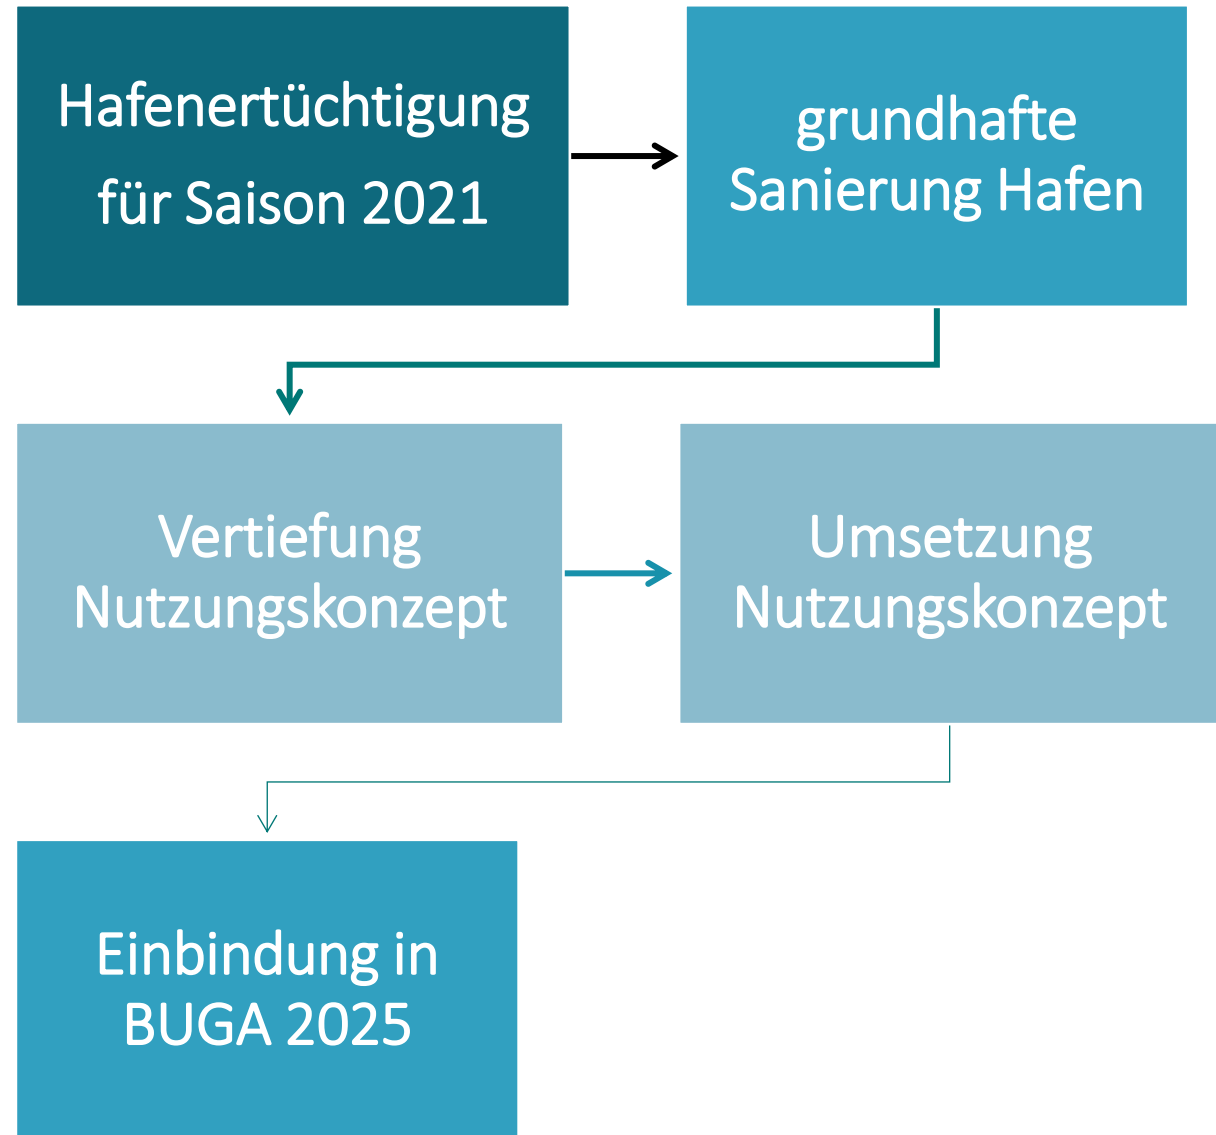 Hafenertüchtigung
für Saison 2021
grundhafte
Sanierung Hafen
Vertiefung
Nutzungskonzept
Umsetzung
Nutzungskonzept
Einbindung in
BUGA 2025